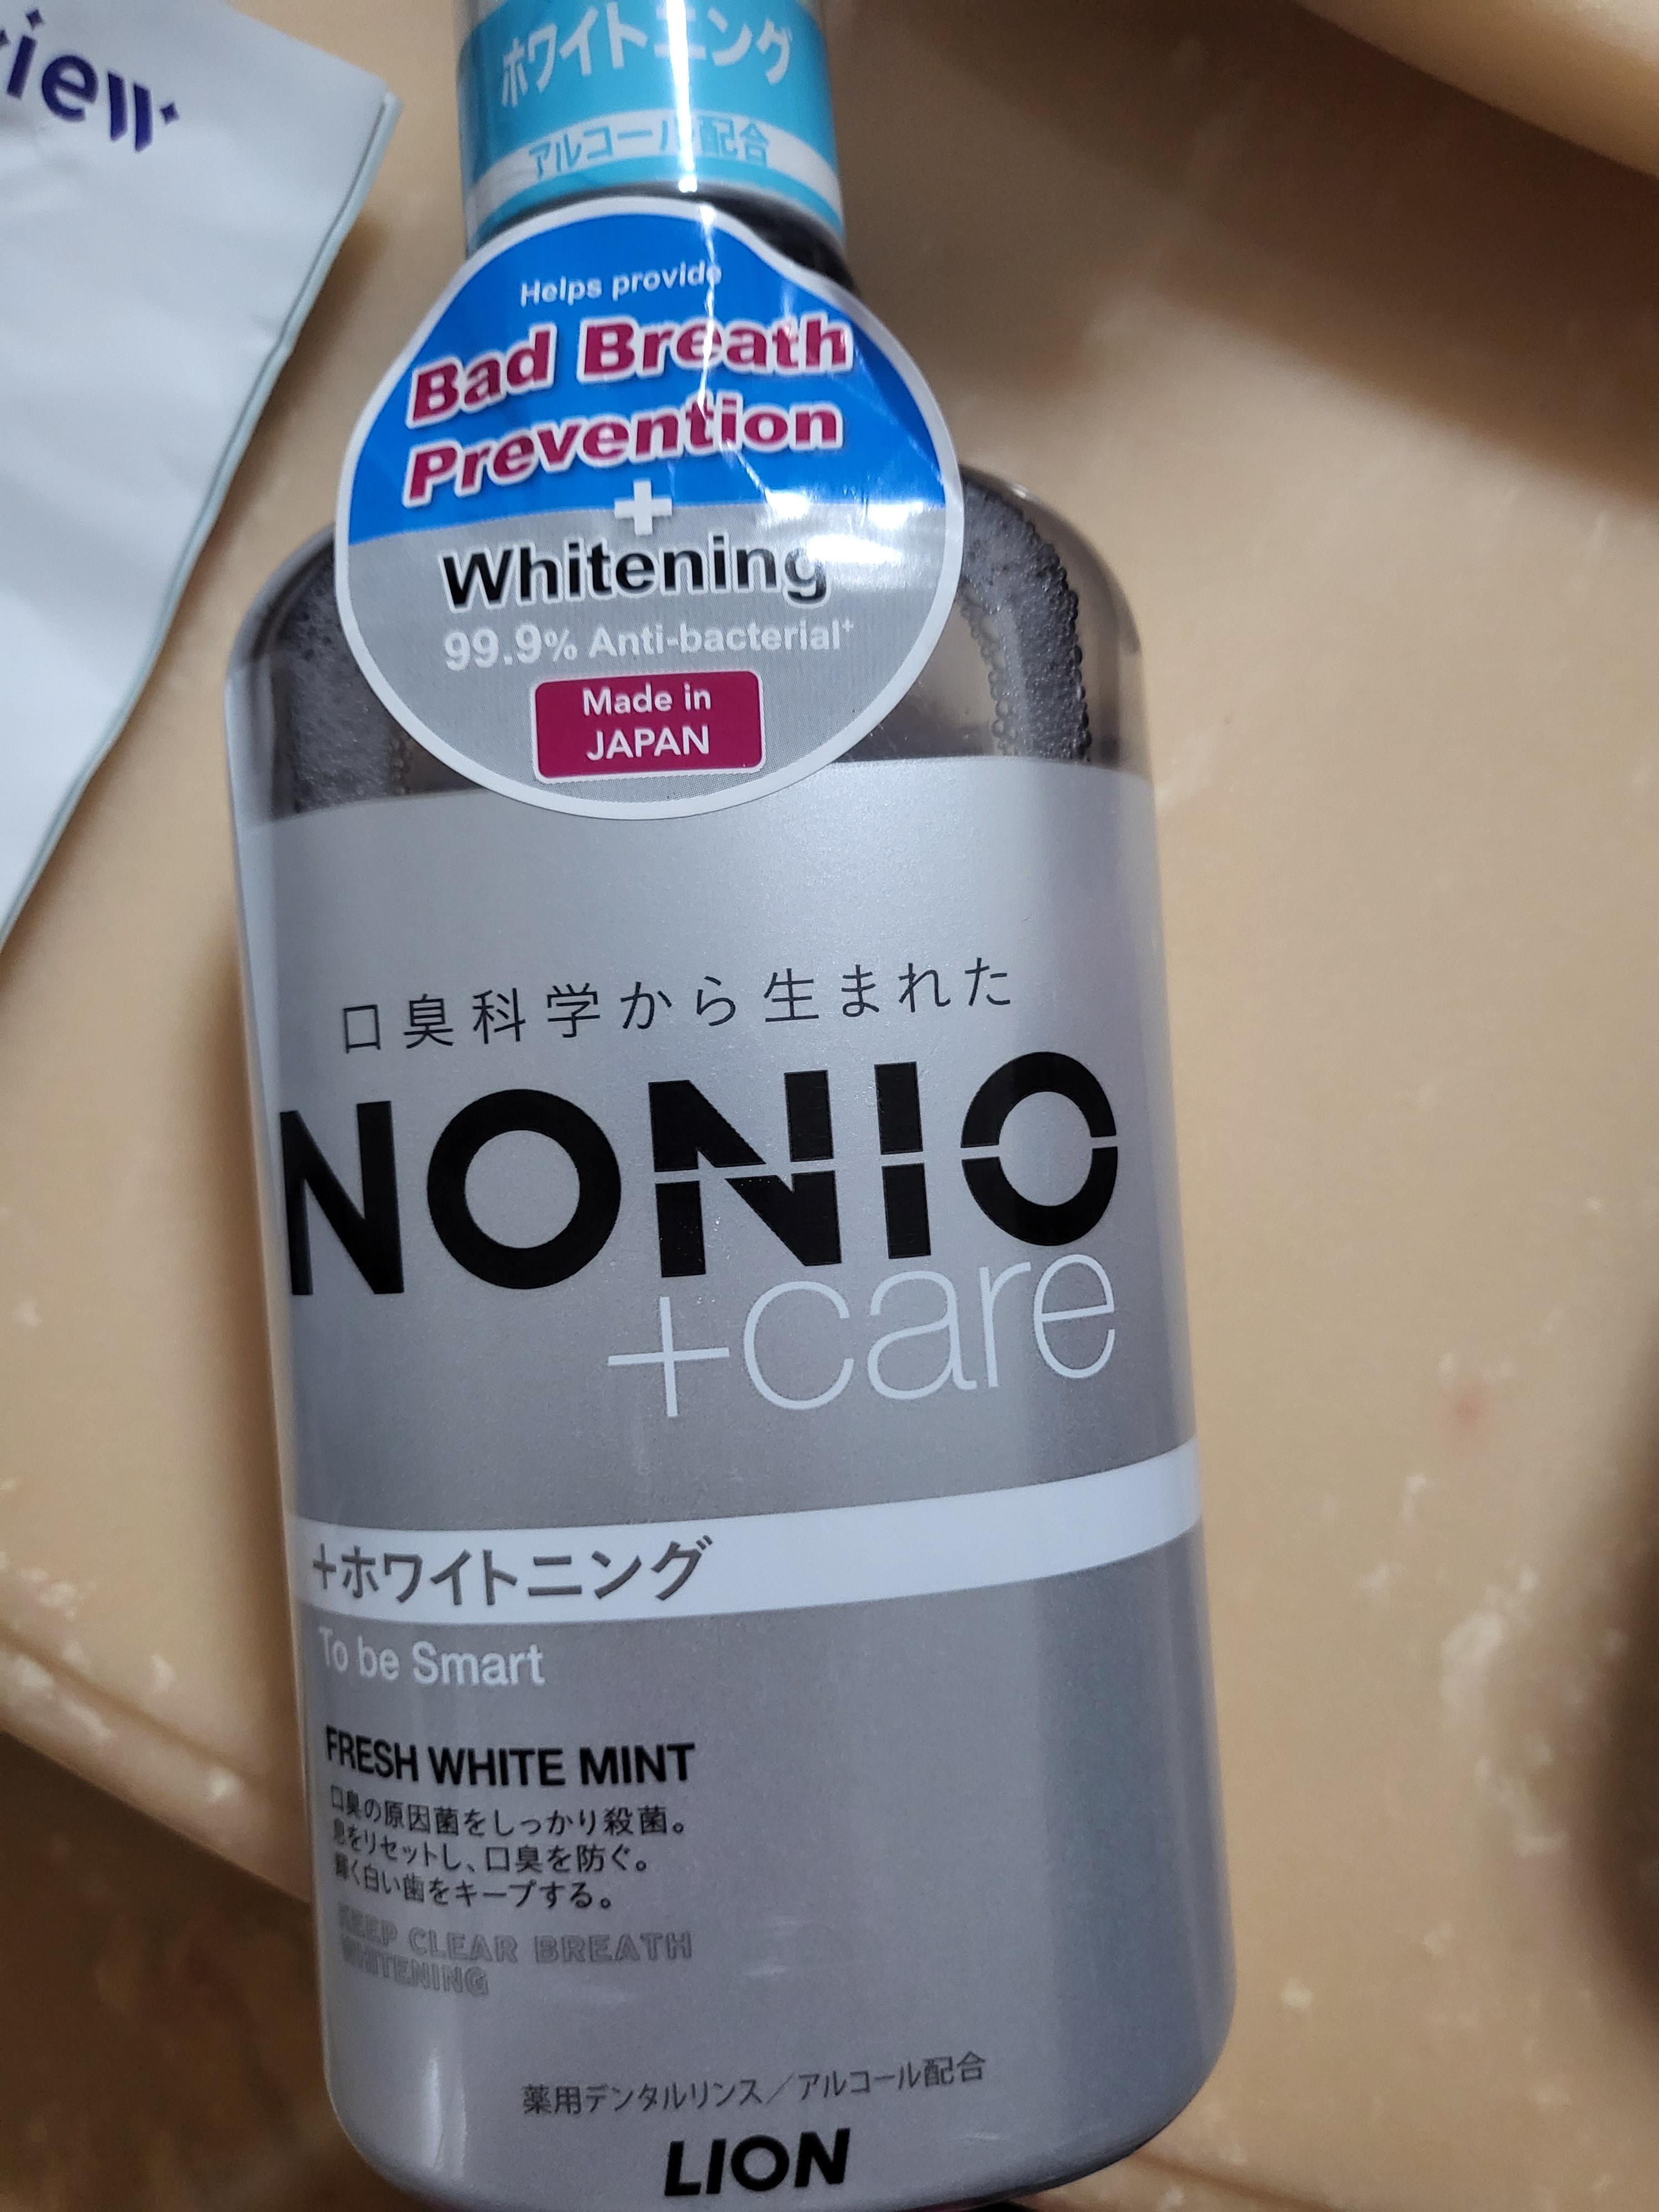 ホワイトニング
アルコール配合
Helps provide
Bad Breath
Prevention
+
Whitening
99.9% Anti-bacterial+
Made in
JAPAN
口臭科学から生まれた
NONIO
+care
+ホワイトニング
To be Smart
FRESH WHITE MINT
口臭の原因菌をしっかり殺菌。
息をリセットし、口臭を防ぐ。
輝く白い歯をキープする。
KEEP CLEAR BREATH
WHITENING
薬用デンタルリンス／アルコール配合
LION